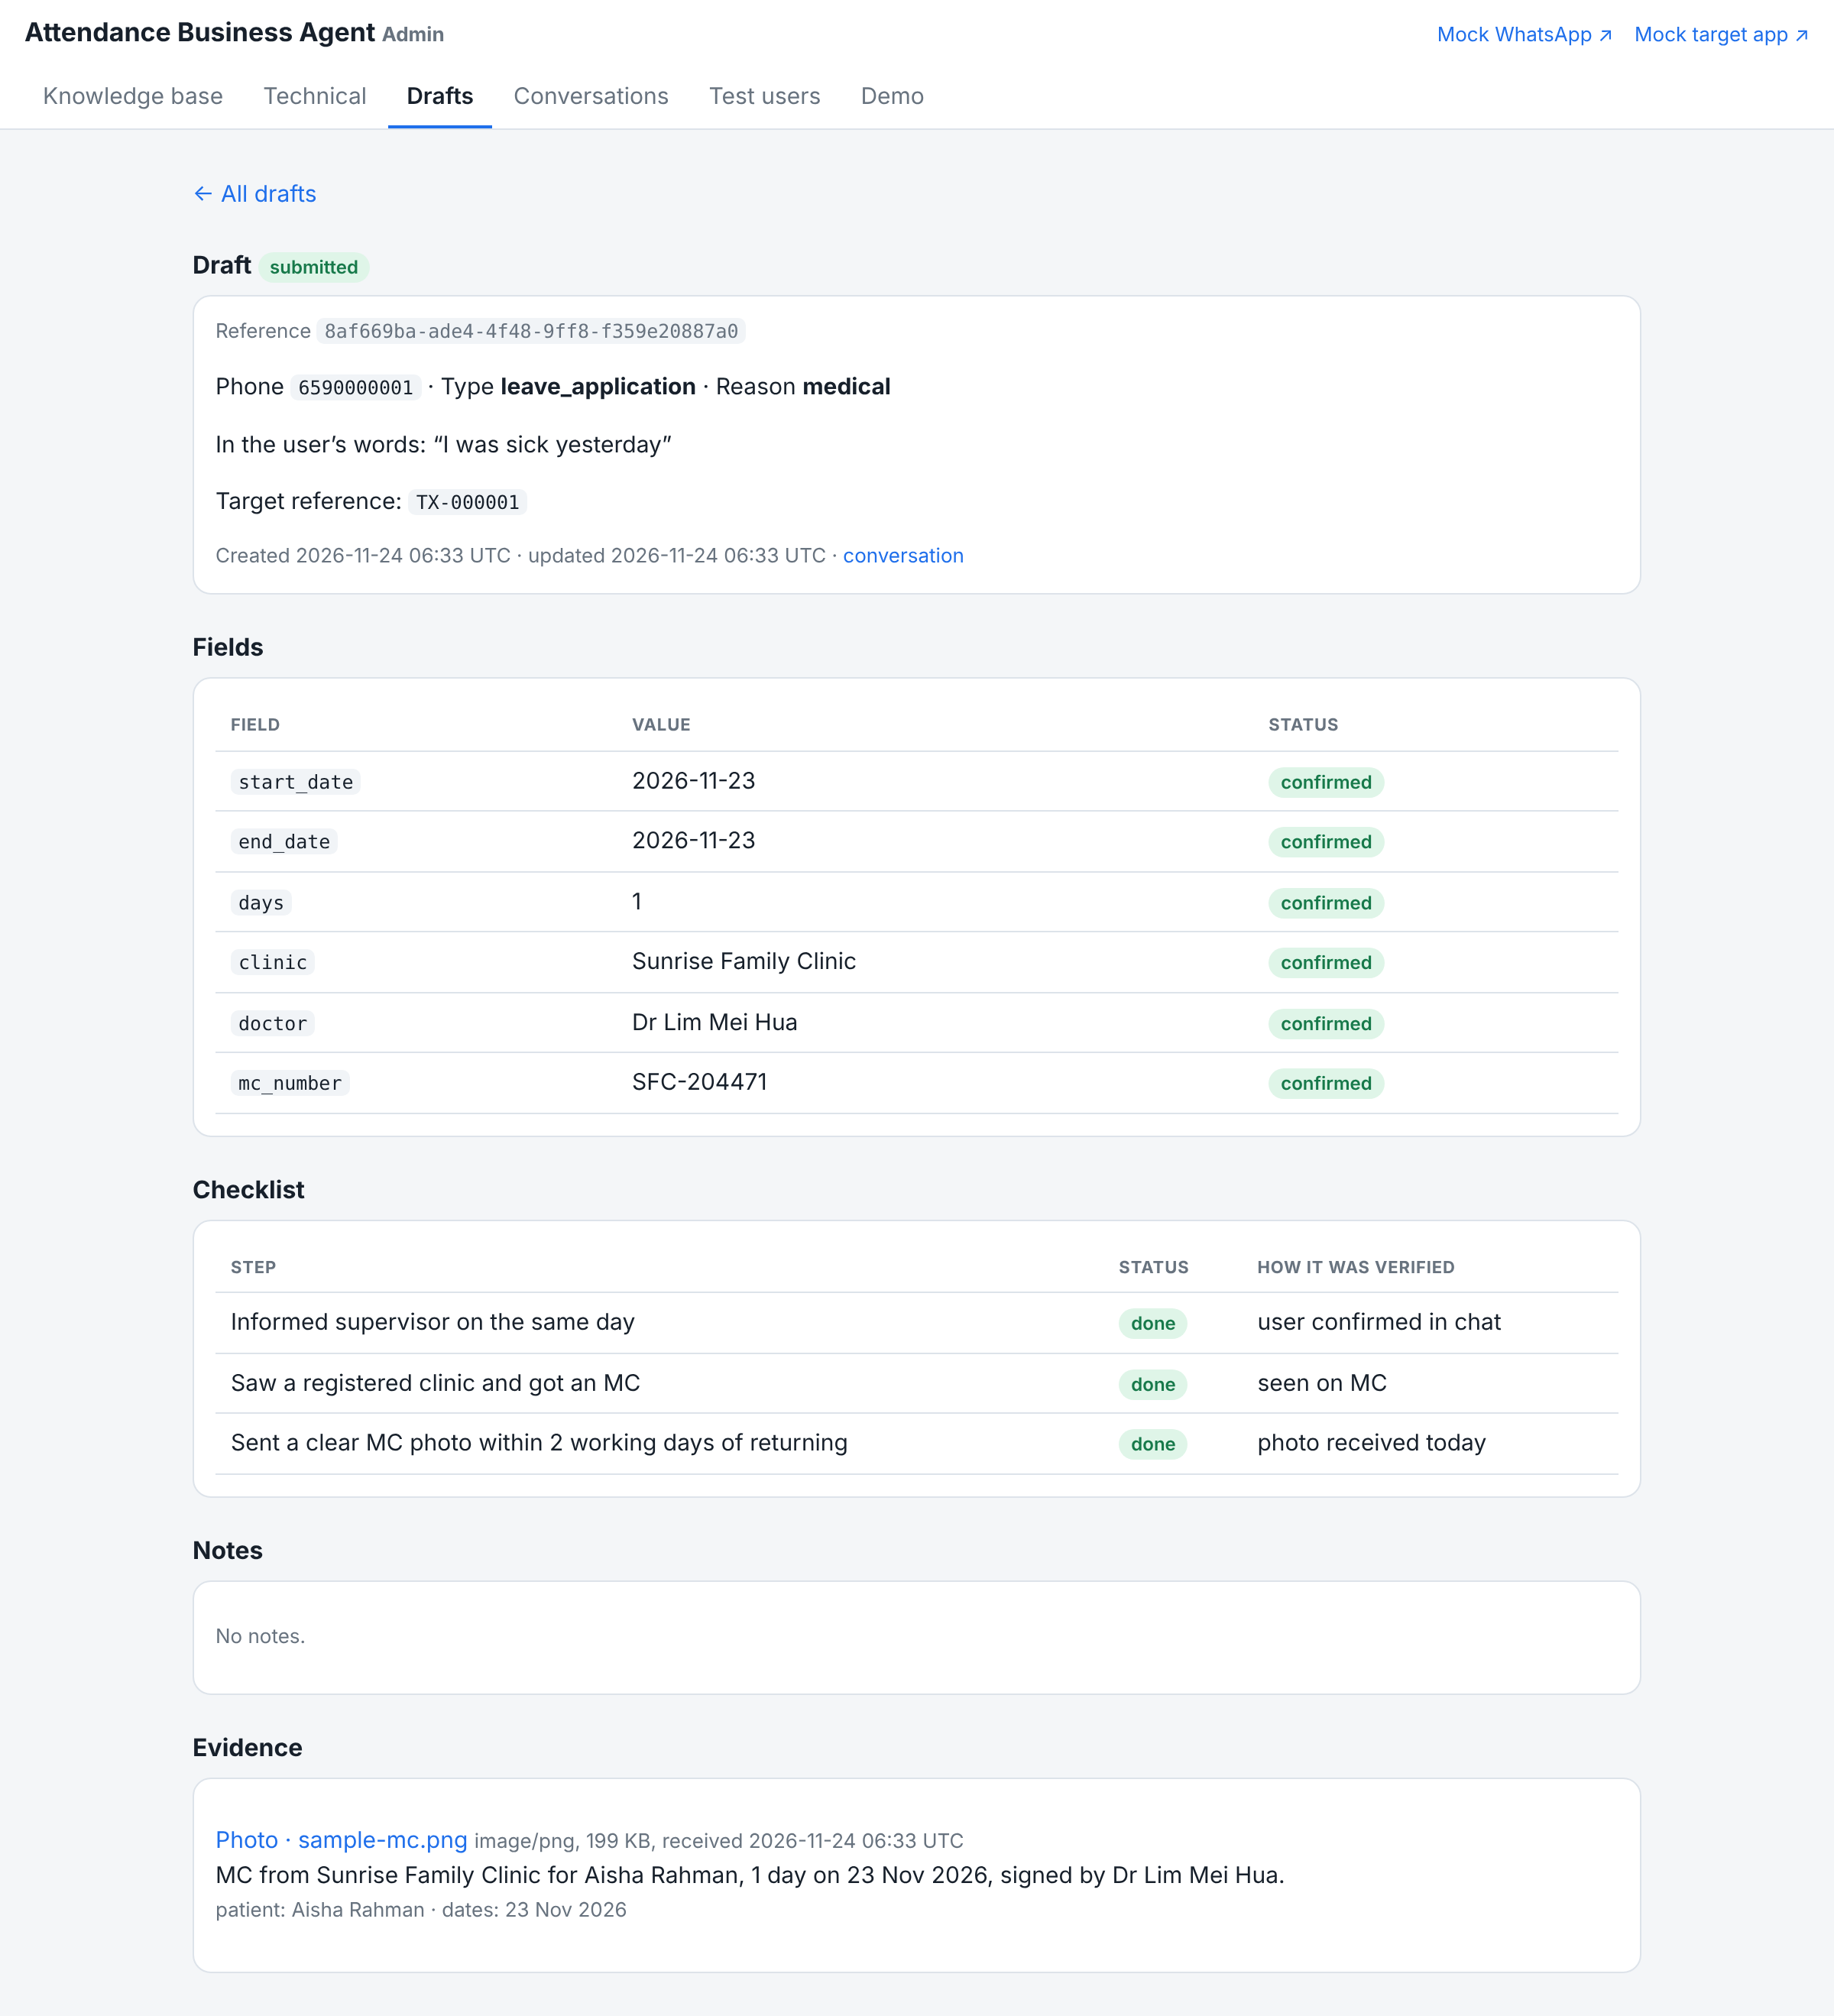 Attendance Business Agent Admin
Mock WhatsApp ↗ Mock target app ↗
Knowledge base Technical Drafts Conversations Test users Demo
← All drafts
Draft submitted
Reference 8af669ba-ade4-4f48-9ff8-f359e20887a0
Phone 6590000001 · Type leave_application · Reason medical
In the user’s words: “I was sick yesterday”
Target reference: TX-000001
Created 2026-11-24 06:33 UTC · updated 2026-11-24 06:33 UTC · conversation
Fields
FIELD VALUE STATUS
start_date 2026-11-23 confirmed
end_date 2026-11-23 confirmed
days 1 confirmed
clinic Sunrise Family Clinic confirmed
doctor Dr Lim Mei Hua confirmed
mc_number SFC-204471 confirmed
Checklist
STEP STATUS HOW IT WAS VERIFIED
Informed supervisor on the same day done user confirmed in chat
Saw a registered clinic and got an MC done seen on MC
Sent a clear MC photo within 2 working days of returning done photo received today
Notes
No notes.
Evidence
Photo · sample-mc.png image/png, 199 KB, received 2026-11-24 06:33 UTC
MC from Sunrise Family Clinic for Aisha Rahman, 1 day on 23 Nov 2026, signed by Dr Lim Mei Hua.
patient: Aisha Rahman · dates: 23 Nov 2026